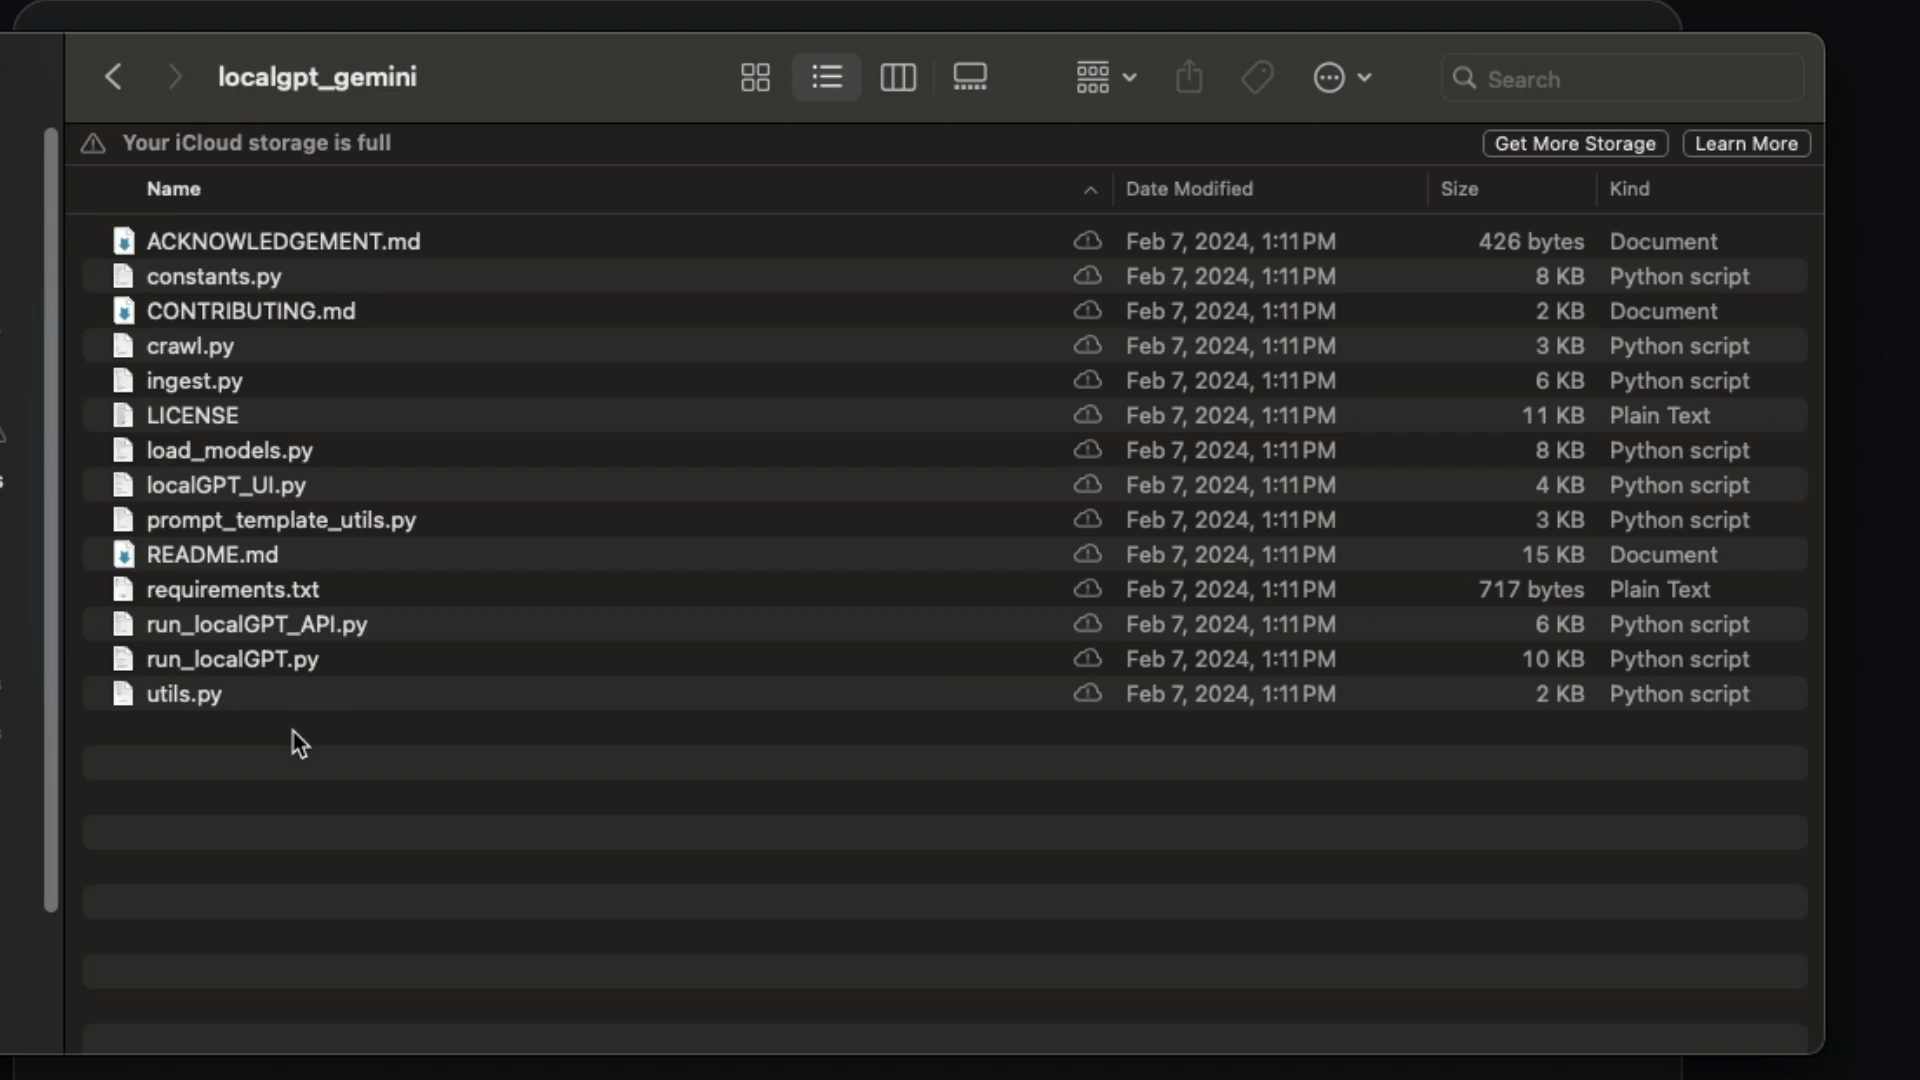 localgpt_gemini
Search
Your iCloud storage is full
Get More Storage
Learn More
Name Date Modified Size Kind
ACKNOWLEDGEMENT.md Feb 7, 2024, 1:11 PM 426 bytes Document
constants.py Feb 7, 2024, 1:11 PM 8 KB Python script
CONTRIBUTING.md Feb 7, 2024, 1:11 PM 2 KB Document
crawl.py Feb 7, 2024, 1:11 PM 3 KB Python script
ingest.py Feb 7, 2024, 1:11 PM 6 KB Python script
LICENSE Feb 7, 2024, 1:11 PM 11 KB Plain Text
load_models.py Feb 7, 2024, 1:11 PM 8 KB Python script
localGPT_UI.py Feb 7, 2024, 1:11 PM 4 KB Python script
prompt_template_utils.py Feb 7, 2024, 1:11 PM 3 KB Python script
README.md Feb 7, 2024, 1:11 PM 15 KB Document
requirements.txt Feb 7, 2024, 1:11 PM 717 bytes Plain Text
run_localGPT_API.py Feb 7, 2024, 1:11 PM 6 KB Python script
run_localGPT.py Feb 7, 2024, 1:11 PM 10 KB Python script
utils.py Feb 7, 2024, 1:11 PM 2 KB Python script